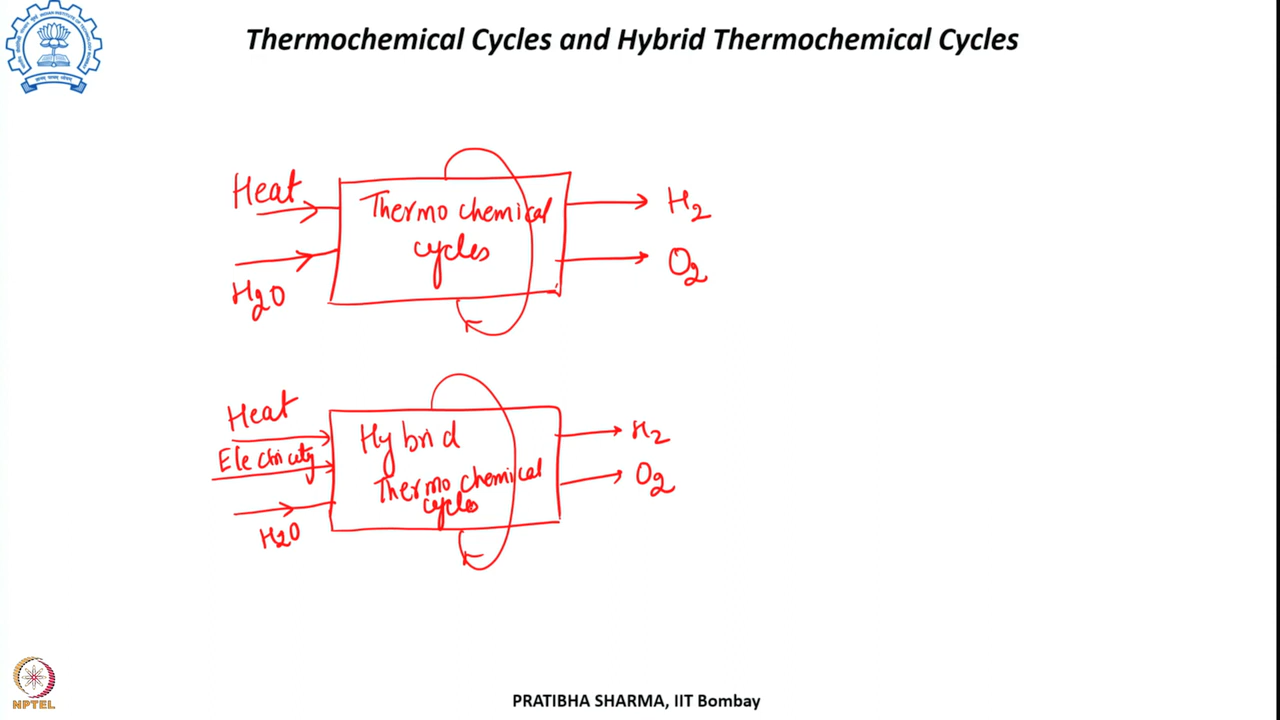 Thermochemical Cycles and Hybrid Thermochemical Cycles
Heat
H2O
Thermo chemical
cycles
H2
O2
Heat
Electricity
H2O
Hybrid
Thermo chemical
cycles
H2
O2
NPTEL
PRATIBHA SHARMA, IIT Bombay